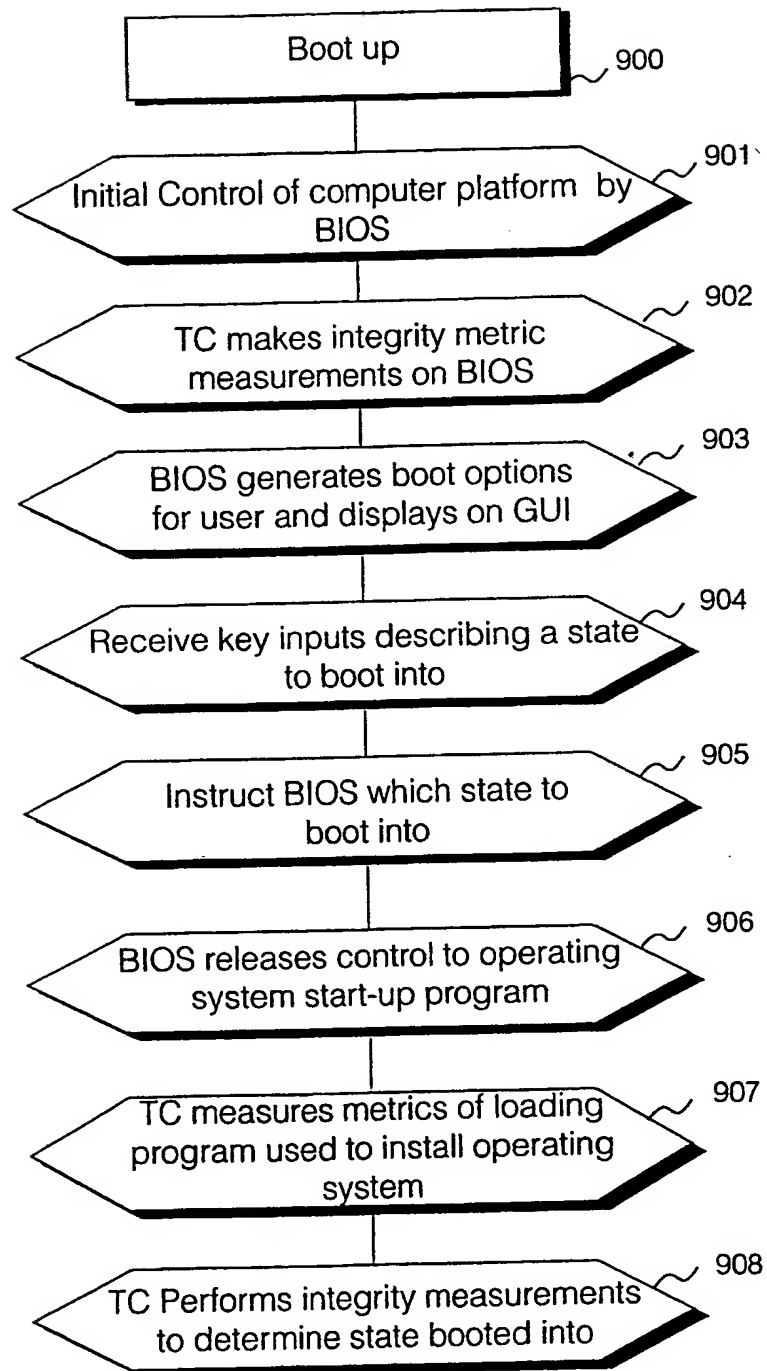 Boot up
900
901
Initial Control of computer platform by
BIOS
902
TC makes integrity metric
measurements on BIOS
903
BIOS generates boot options
for user and displays on GUI
904
Receive key inputs describing a state
to boot into
905
Instruct BIOS which state to
boot into
906
BIOS releases control to operating
system start-up program
907
TC measures metrics of loading
program used to install operating
system
908
TC Performs integrity measurements
to determine state booted into